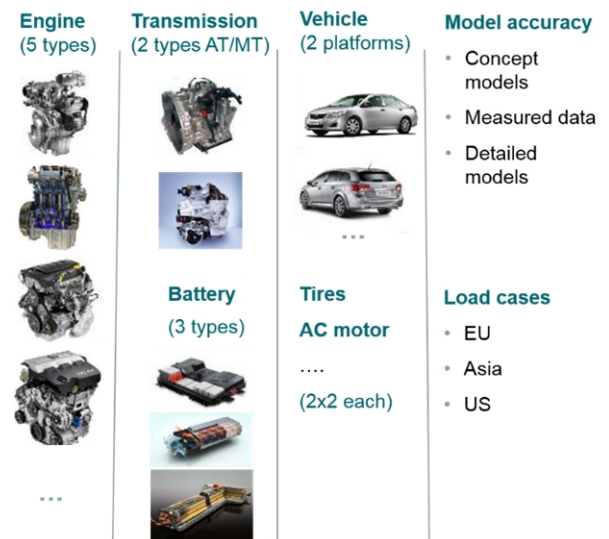 Engine
(5 types)
...
Transmission
(2 types AT/MT)
Battery
(3 types)
Vehicle
(2 platforms)
...
Tires
AC motor
....
(2x2 each)
Model accuracy
• Concept
models
• Measured data
• Detailed
models
Load cases
• EU
• Asia
• US